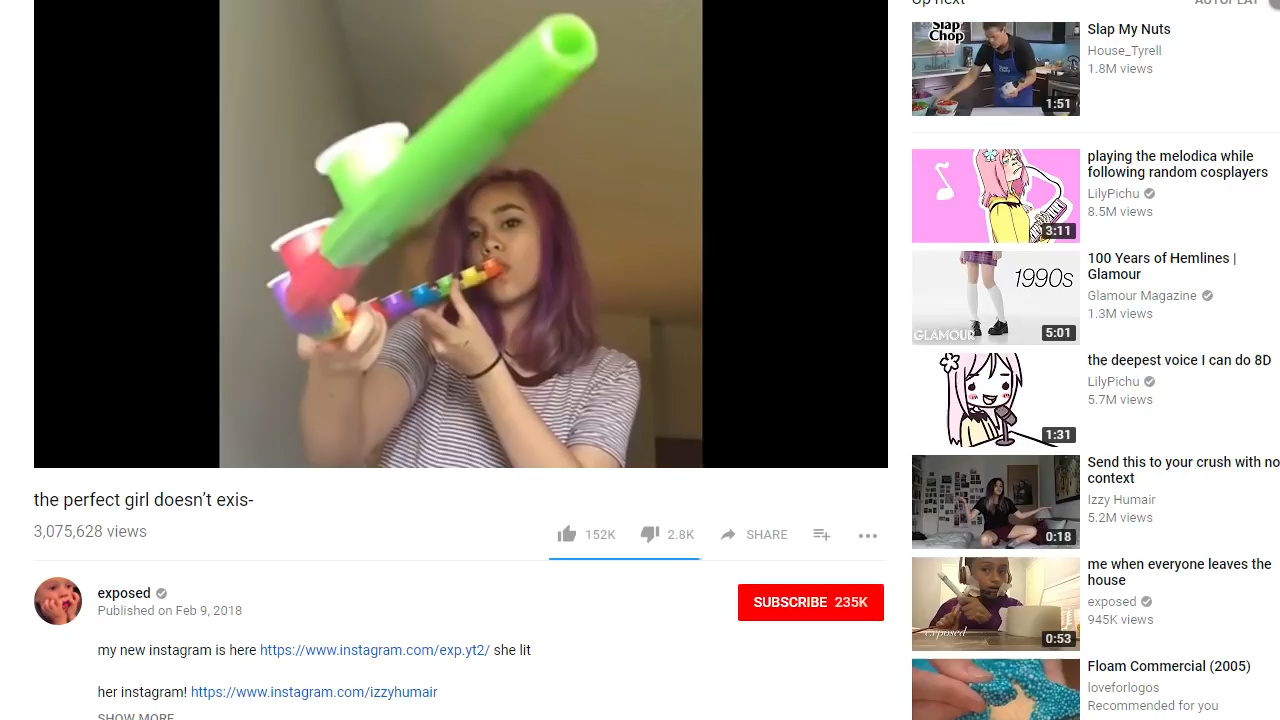 Up next
AUTOPLAY
Slap Chop
Slap My Nuts
House_Tyrell
1.8M views
1:51
playing the melodica while
following random cosplayers
LilyPichu
8.5M views
3:11
1990s
GLAMOUR
5:01
100 Years of Hemlines |
Glamour
Glamour Magazine
1.3M views
the deepest voice I can do 8D
LilyPichu
5.7M views
1:31
Send this to your crush with no
context
Izzy Humair
5.2M views
0:18
me when everyone leaves the
house
exposed
945K views
exposed
0:53
Floam Commercial (2005)
loveforlogos
Recommended for you
the perfect girl doesn’t exis-
3,075,628 views
152K
2.8K
SHARE
exposed
Published on Feb 9, 2018
SUBSCRIBE 235K
my new instagram is here https://www.instagram.com/exp.yt2/ she lit
her instagram! https://www.instagram.com/izzyhumair
SHOW MORE